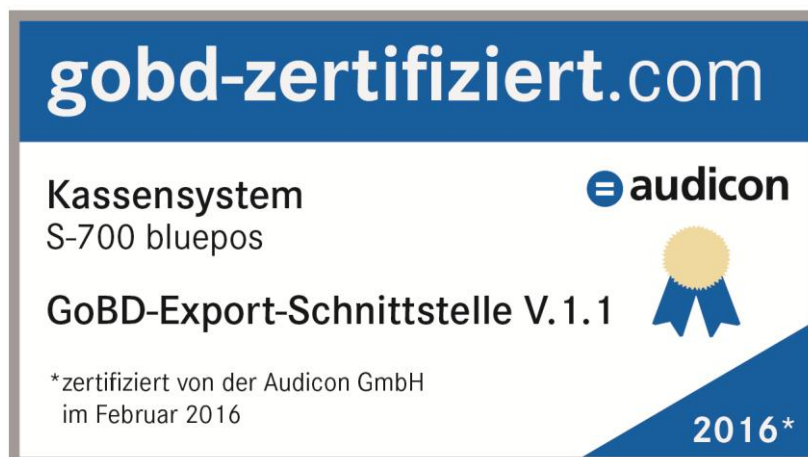 gobd-zertifiziert.com
Kassensystem
S-700 bluepos
audicon
GoBD-Export-Schnittstelle V.1.1
*zertifiziert von der Audicon GmbH
im Februar 2016
2016*